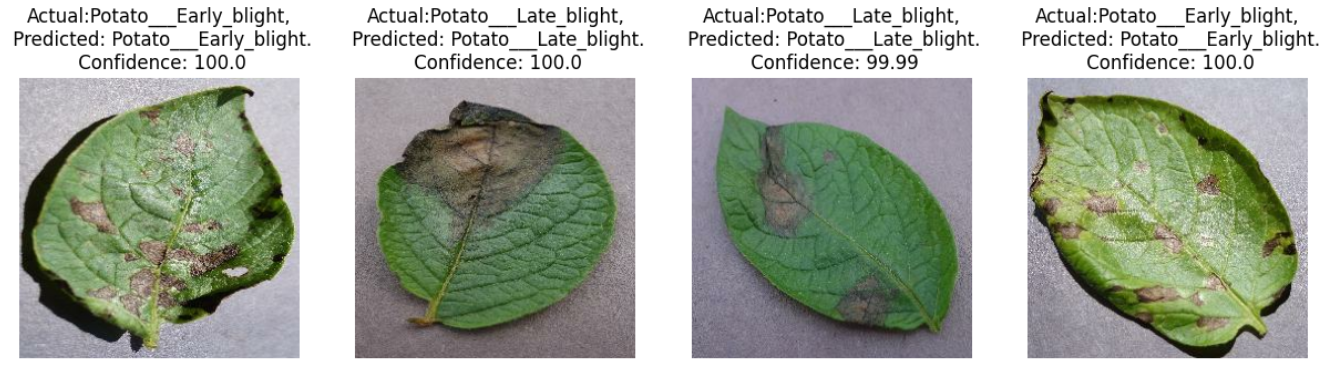 Actual:Potato___Early_blight,
Predicted: Potato___Early_blight.
Confidence: 100.0
Actual:Potato___Late_blight,
Predicted: Potato___Late_blight.
Confidence: 100.0
Actual:Potato___Late_blight,
Predicted: Potato___Late_blight.
Confidence: 99.99
Actual:Potato___Early_blight,
Predicted: Potato___Early_blight.
Confidence: 100.0